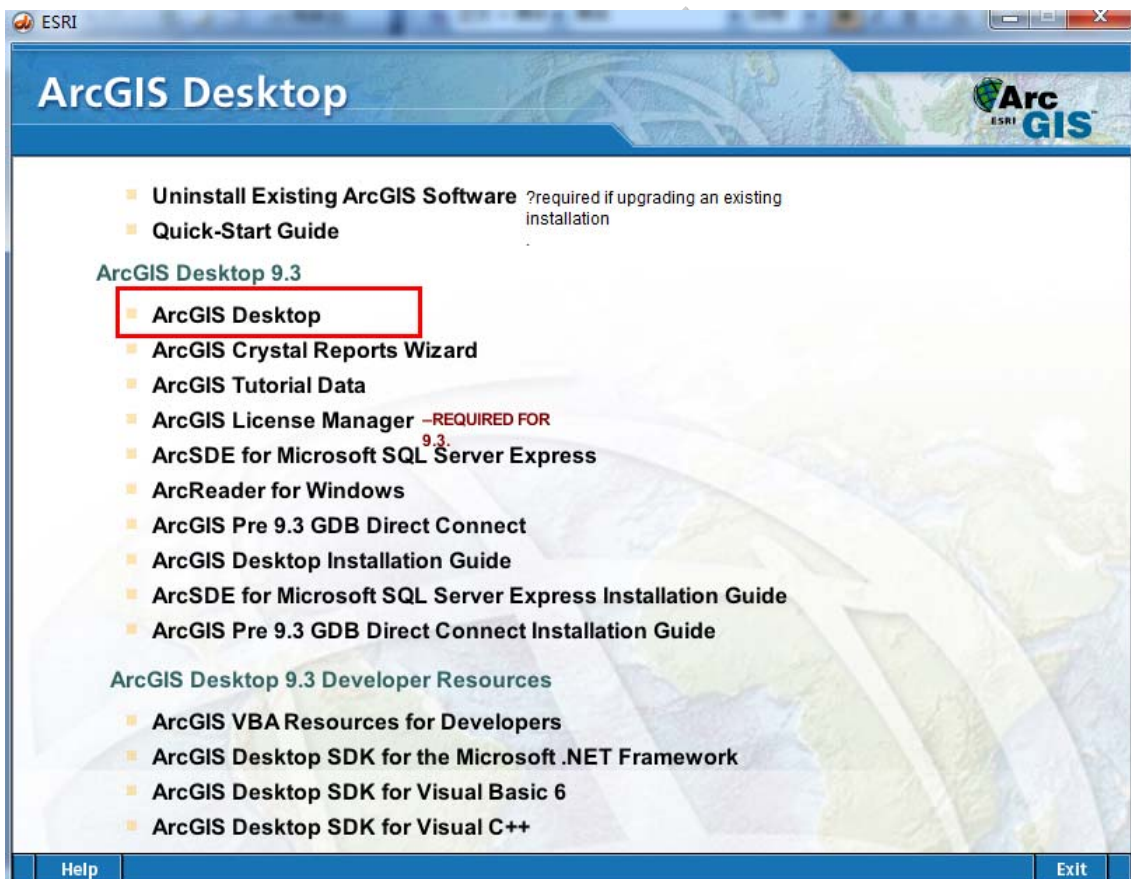 ESRI
ArcGIS Desktop
Arc
ESRI GIS
Uninstall Existing ArcGIS Software ?required if upgrading an existing
installation
.
Quick-Start Guide
ArcGIS Desktop 9.3
ArcGIS Desktop
ArcGIS Crystal Reports Wizard
ArcGIS Tutorial Data
ArcGIS License Manager –REQUIRED FOR
9.3.
ArcSDE for Microsoft SQL Server Express
ArcReader for Windows
ArcGIS Pre 9.3 GDB Direct Connect
ArcGIS Desktop Installation Guide
ArcSDE for Microsoft SQL Server Express Installation Guide
ArcGIS Pre 9.3 GDB Direct Connect Installation Guide
ArcGIS Desktop 9.3 Developer Resources
ArcGIS VBA Resources for Developers
ArcGIS Desktop SDK for the Microsoft .NET Framework
ArcGIS Desktop SDK for Visual Basic 6
ArcGIS Desktop SDK for Visual C++
Help
Exit